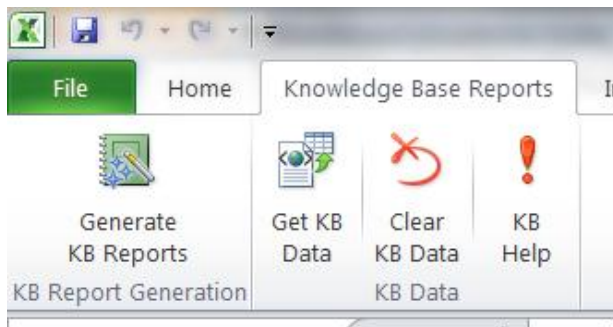 File Home Knowledge Base Reports
Generate KB Reports
Get KB Data
Clear KB Data
KB Help
KB Report Generation
KB Data